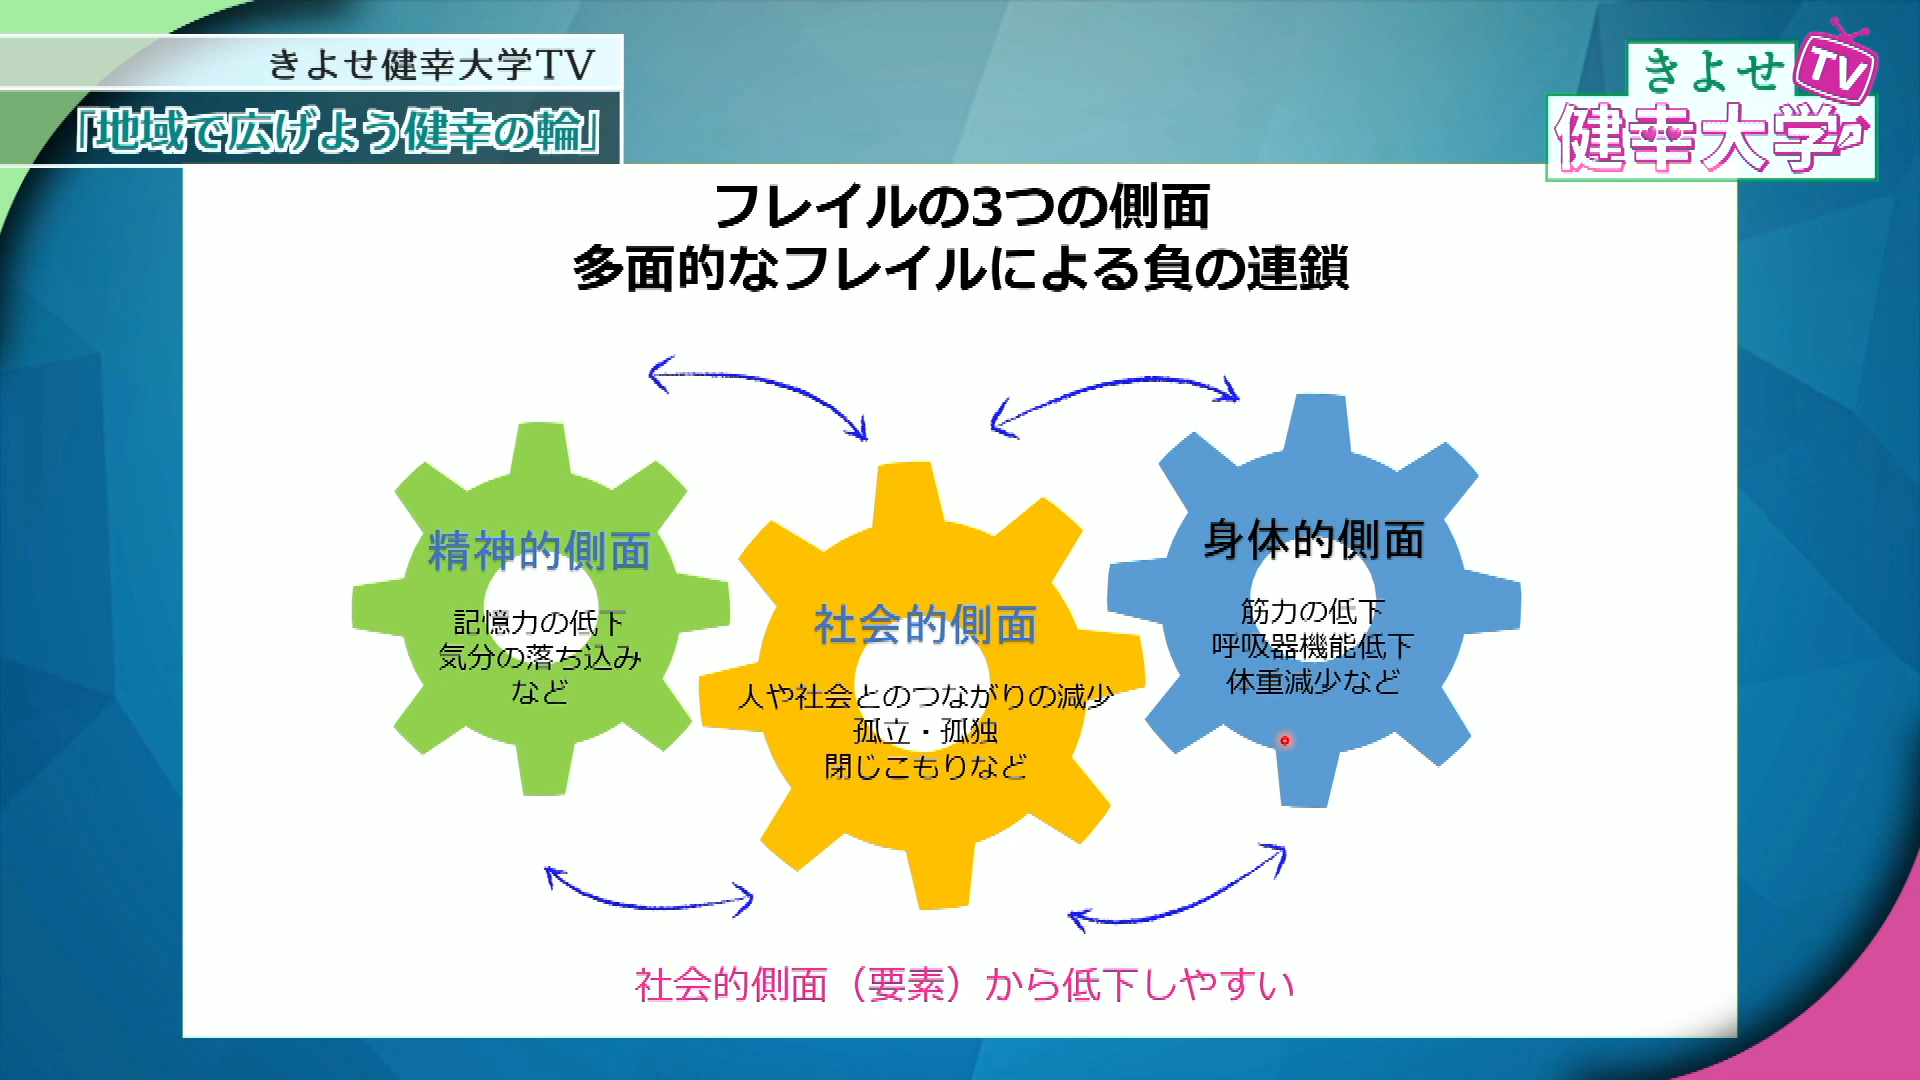 きよせ健幸大学TV
「地域で広げよう健幸の輪」
きよせ
TV
健幸大学
フレイルの3つの側面
多面的なフレイルによる負の連鎖
精神的側面
記憶力の低下
気分の落ち込み
など
社会的側面
人や社会とのつながりの減少
孤立・孤独
閉じこもりなど
身体的側面
筋力の低下
呼吸器機能低下
体重減少など
社会的側面（要素）から低下しやすい